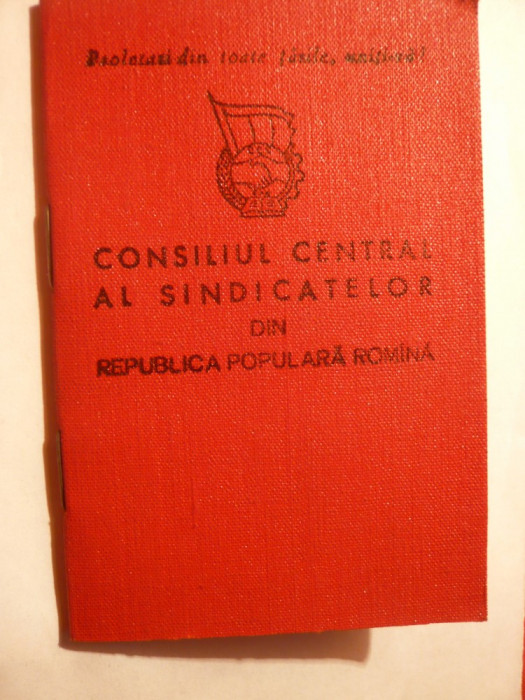 Proletari din toate țările, uniți-vă!
CONSILIUL CENTRAL
AL SINDICATELOR
DIN
REPUBLICA POPULARĂ ROMÎNĂ